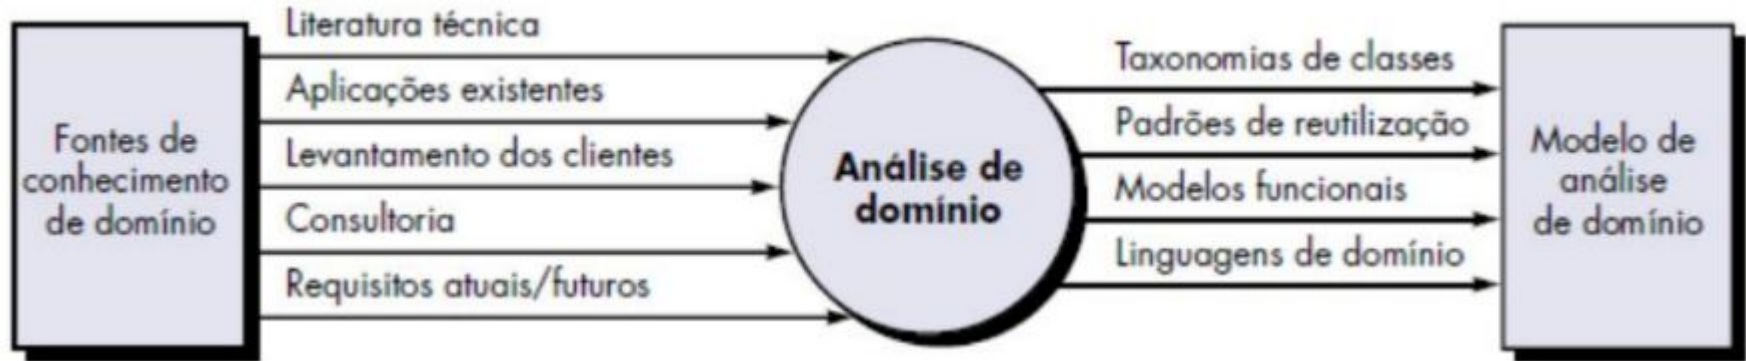 Fontes de
conhecimento
de domínio
Literatura técnica
Aplicações existentes
Levantamento dos clientes
Consultoria
Requisitos atuais/futuros
Análise de
domínio
Taxonomias de classes
Padrões de reutilização
Modelos funcionais
Linguagens de domínio
Modelo de
análise
de domínio